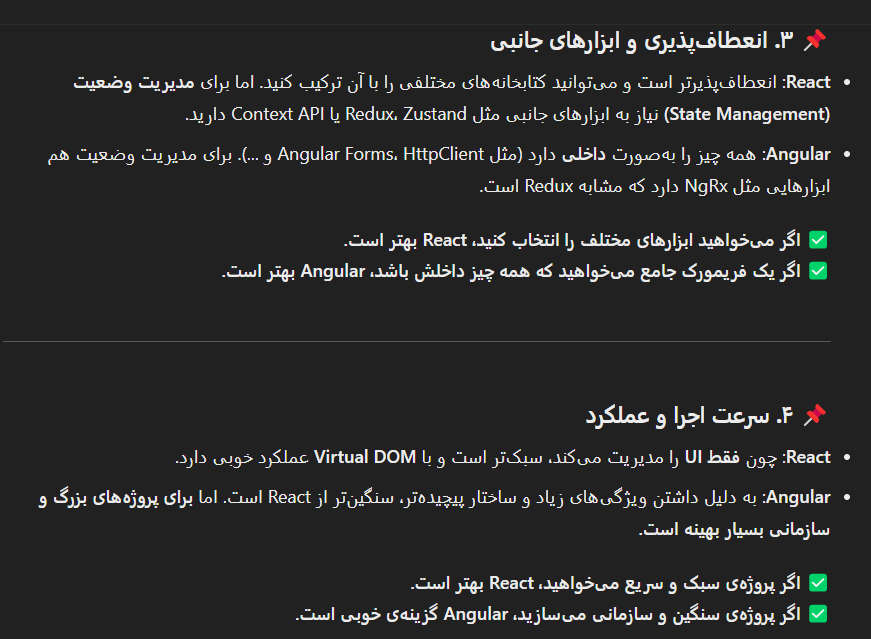 📌 ۳. انعطاف‌پذیری و ابزارهای جانبی
• React: انعطاف‌پذیرتر است و می‌توانید کتابخانه‌های مختلفی را با آن ترکیب کنید. اما برای مدیریت وضعیت
(State Management) نیاز به ابزارهای جانبی مثل Redux، Zustand یا Context API دارید.
• Angular: همه چیز را به‌صورت داخلی دارد (مثل Angular Forms، HttpClient و ...). برای مدیریت وضعیت هم
ابزارهایی مثل NgRx دارد که مشابه Redux است.
✅ اگر می‌خواهید ابزارهای مختلف را انتخاب کنید، React بهتر است.
✅ اگر یک فریمورک جامع می‌خواهید که همه چیز داخلش باشد، Angular بهتر است.
📌 ۴. سرعت اجرا و عملکرد
• React: چون فقط UI را مدیریت می‌کند، سبک‌تر است و با Virtual DOM عملکرد خوبی دارد.
• Angular: به دلیل داشتن ویژگی‌های زیاد و ساختار پیچیده‌تر، سنگین‌تر از React است. اما برای پروژه‌های بزرگ و
سازمانی بسیار بهینه است.
✅ اگر پروژه‌ی سبک و سریع می‌خواهید، React بهتر است.
✅ اگر پروژه‌ی سنگین و سازمانی می‌سازید، Angular گزینه‌ی خوبی است.